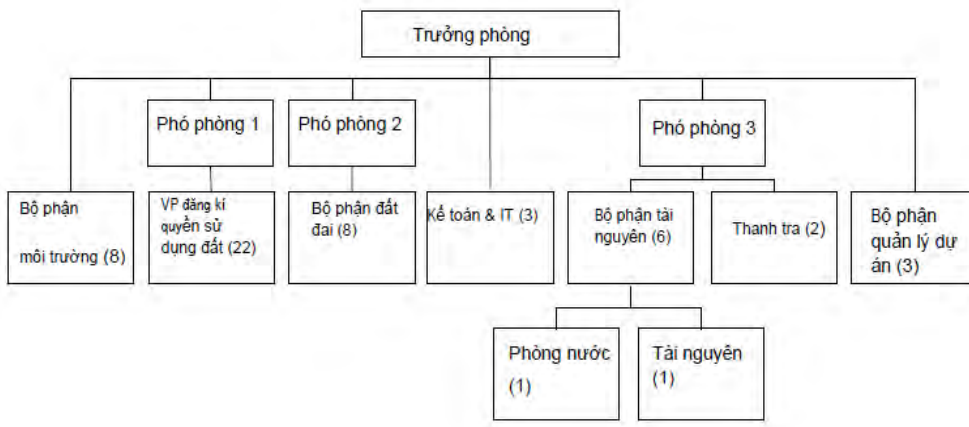 Trưởng phòng
Phó phòng 1
Phó phòng 2
Phó phòng 3
Bộ phận
môi trường (8)
VP đăng kí
quyền sử
dụng đất (22)
Bộ phận đất
đai (8)
Kế toán & IT (3)
Bộ phận tài
nguyên (6)
Thanh tra (2)
Bộ phận
quản lý dự
án (3)
Phòng nước
(1)
Tài nguyên
(1)